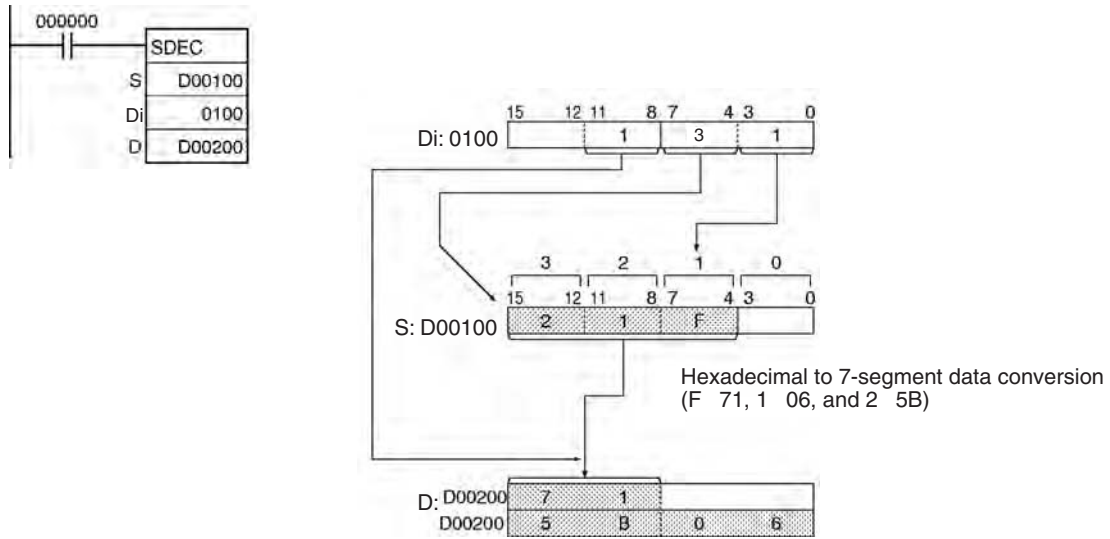 000000
SDEC
S D00100
Di 0100
D D00200
15 12 11 8 7 4 3 0
Di: 0100 1 3 1
3 2 1 0
15 12 11 8 7 4 3 0
S: D00100 2 1 F
Hexadecimal to 7-segment data conversion
(F 71, 1 06, and 2 5B)
D: D00200 7 1
D00200 5 B 0 6